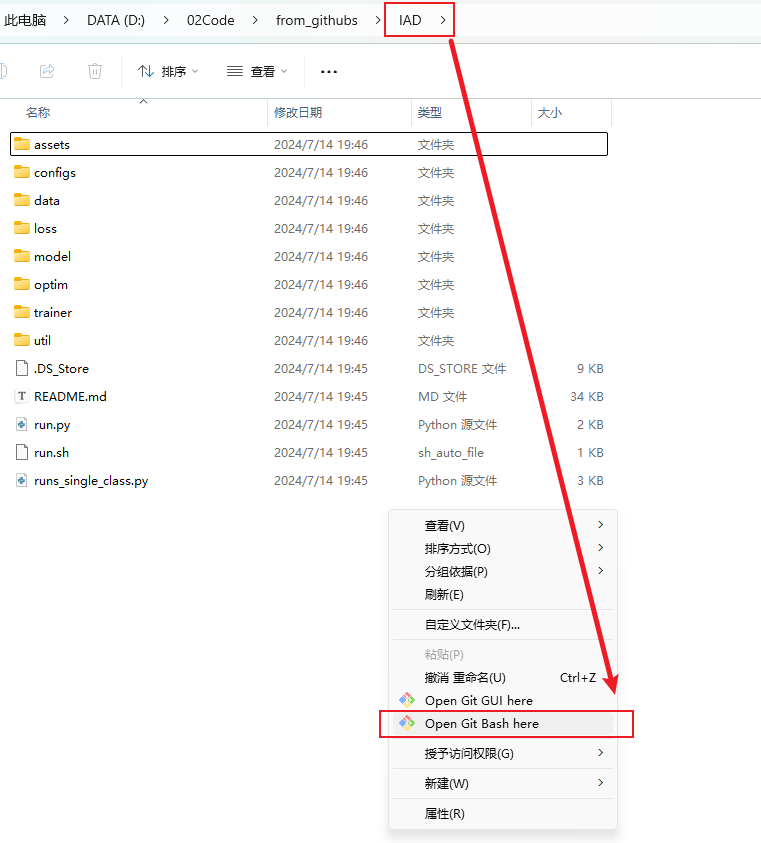 此电脑 > DATA (D:) > 02Code > from_githubs > IAD >
排序 查看 ...
名称 修改日期 类型 大小
assets 2024/7/14 19:46 文件夹
configs 2024/7/14 19:46 文件夹
data 2024/7/14 19:46 文件夹
loss 2024/7/14 19:46 文件夹
model 2024/7/14 19:46 文件夹
optim 2024/7/14 19:46 文件夹
trainer 2024/7/14 19:46 文件夹
util 2024/7/14 19:46 文件夹
.DS_Store 2024/7/14 19:45 DS_STORE 文件 9 KB
README.md 2024/7/14 19:45 MD 文件 34 KB
run.py 2024/7/14 19:45 Python 源文件 2 KB
run.sh 2024/7/14 19:45 sh_auto_file 1 KB
runs_single_class.py 2024/7/14 19:45 Python 源文件 3 KB
查看(V)
排序方式(O)
分组依据(P)
刷新(E)
自定义文件夹(F)...
粘贴(P)
撤消 重命名(U) Ctrl+Z
Open Git GUI here
Open Git Bash here
授予访问权限(G)
新建(W)
属性(R)